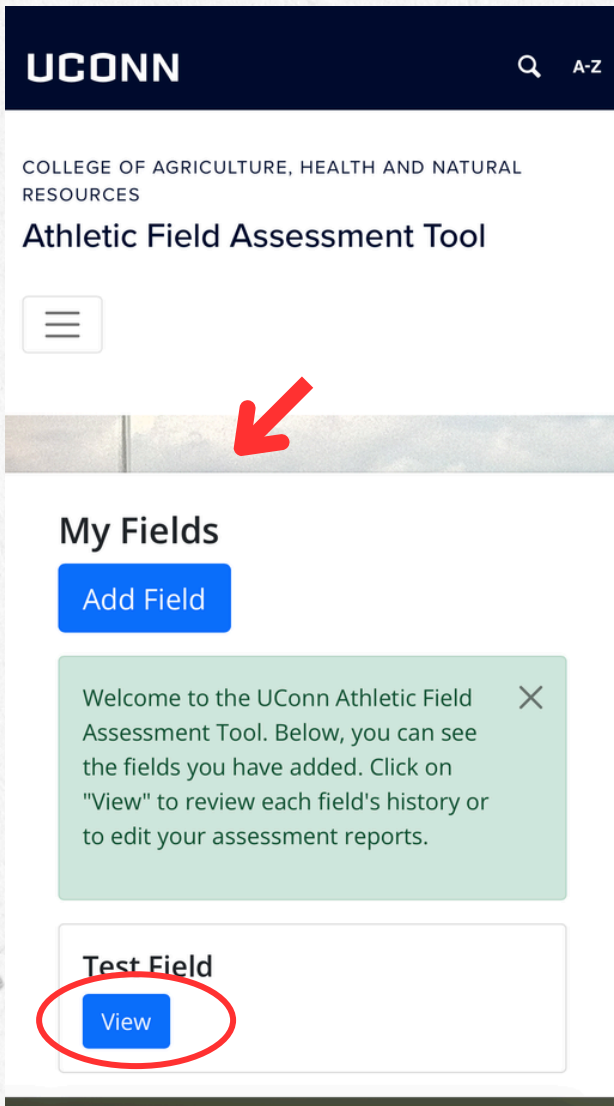 UCONN
A-Z
COLLEGE OF AGRICULTURE, HEALTH AND NATURAL
RESOURCES
Athletic Field Assessment Tool
My Fields
Add Field
Welcome to the UConn Athletic Field
Assessment Tool. Below, you can see
the fields you have added. Click on
"View" to review each field's history or
to edit your assessment reports.
Test Field
View